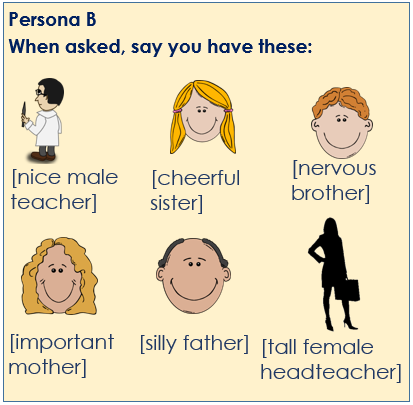 Persona B
When asked, say you have these:
[nice male
teacher]
[cheerful
sister]
[nervous
brother]
[important
mother]
[silly father]
[tall female
headteacher]